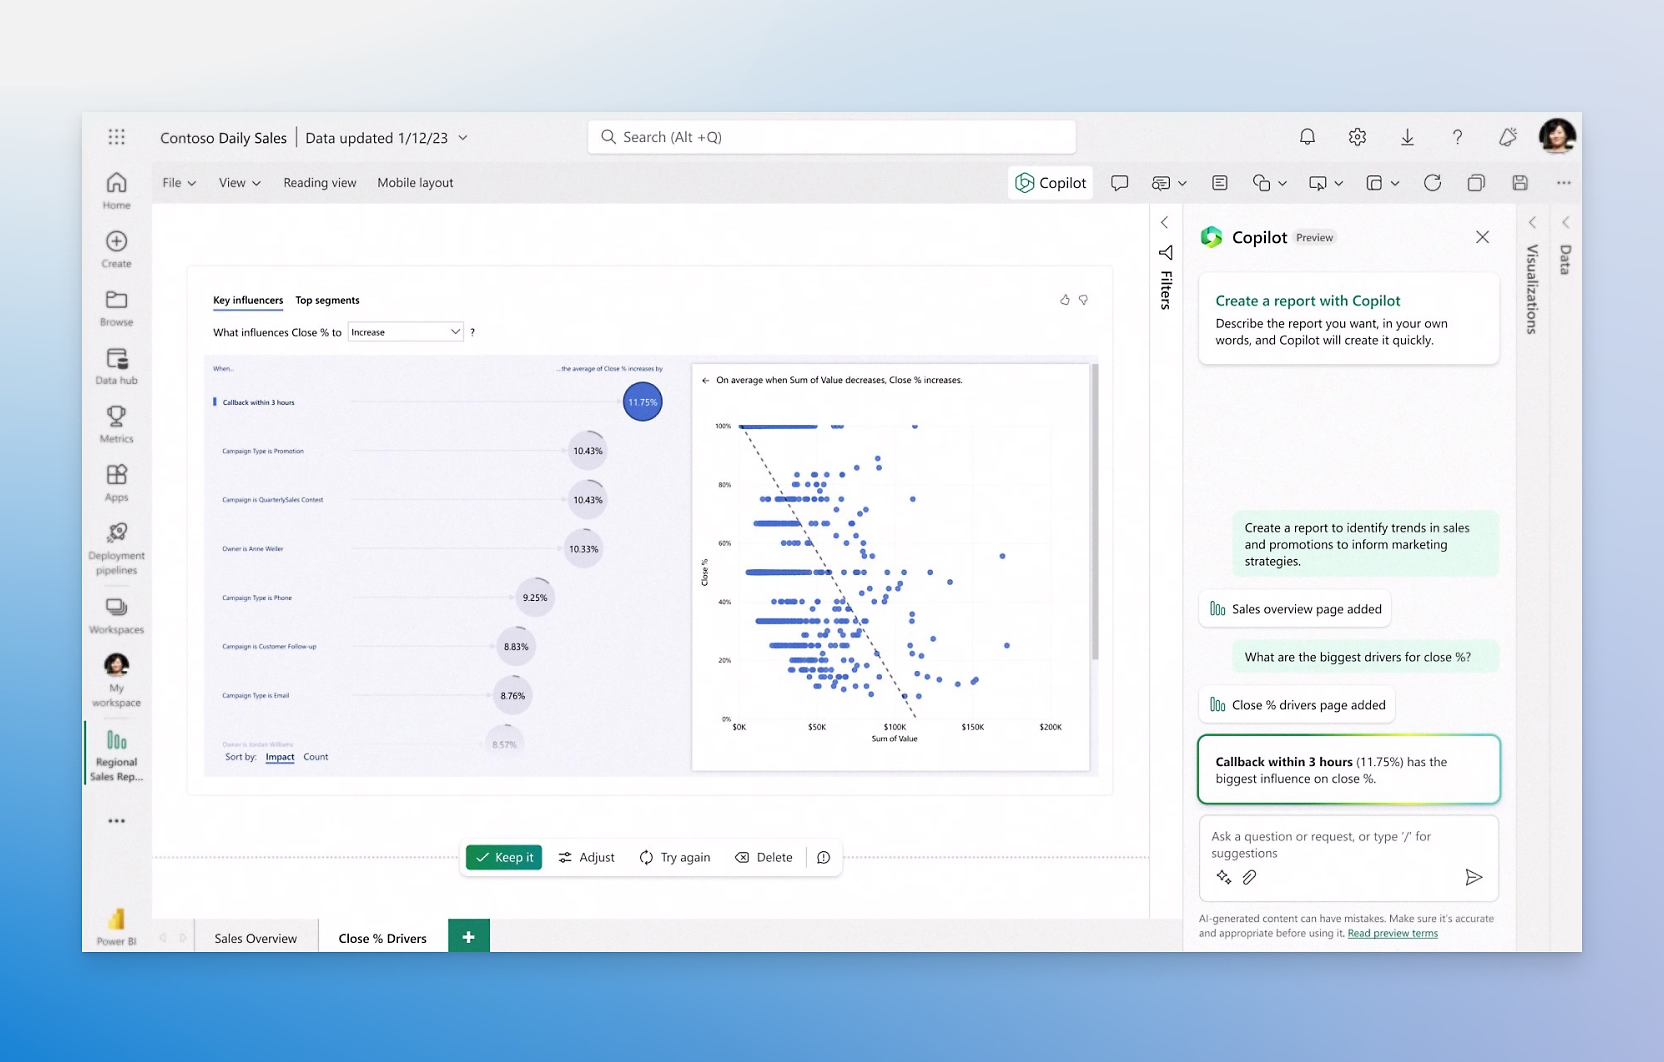 Contoso Daily Sales | Data updated 1/12/23
Search (Alt +Q)
File
View
Reading view
Mobile layout
Copilot
Home
Create
Browse
Data hub
Metrics
Apps
Deployment
pipelines
Workspaces
My
workspace
Regional
Sales Rep...
Power BI
Key influencers
Top segments
What influences Close % to
Increase
?
When...
...the average of Close % increases by
Callback within 3 hours
11.75%
Campaign Type is Promotion
10.43%
Campaign is QuarterlySales Contest
10.43%
Owner is Anne Weiler
10.33%
Campaign Type is Phone
9.25%
Campaign is Customer Follow-up
8.83%
Campaign Type is Email
8.76%
Owner is Jordan Williams
8.57%
Sort by:
Impact
Count
← On average when Sum of Value decreases, Close % increases.
100%
80%
60%
40%
20%
0%
Close %
$0K
$50K
$100K
$150K
$200K
Sum of Value
Keep it
Adjust
Try again
Delete
Sales Overview
Close % Drivers
+
Filters
Copilot
Preview
Create a report with Copilot
Describe the report you want, in your own
words, and Copilot will create it quickly.
Create a report to identify trends in sales
and promotions to inform marketing
strategies.
Sales overview page added
What are the biggest drivers for close %?
Close % drivers page added
Callback within 3 hours (11.75%) has the
biggest influence on close %.
Ask a question or request, or type '/' for
suggestions
AI-generated content can have mistakes. Make sure it's accurate
and appropriate before using it. Read preview terms
Visualizations
Data